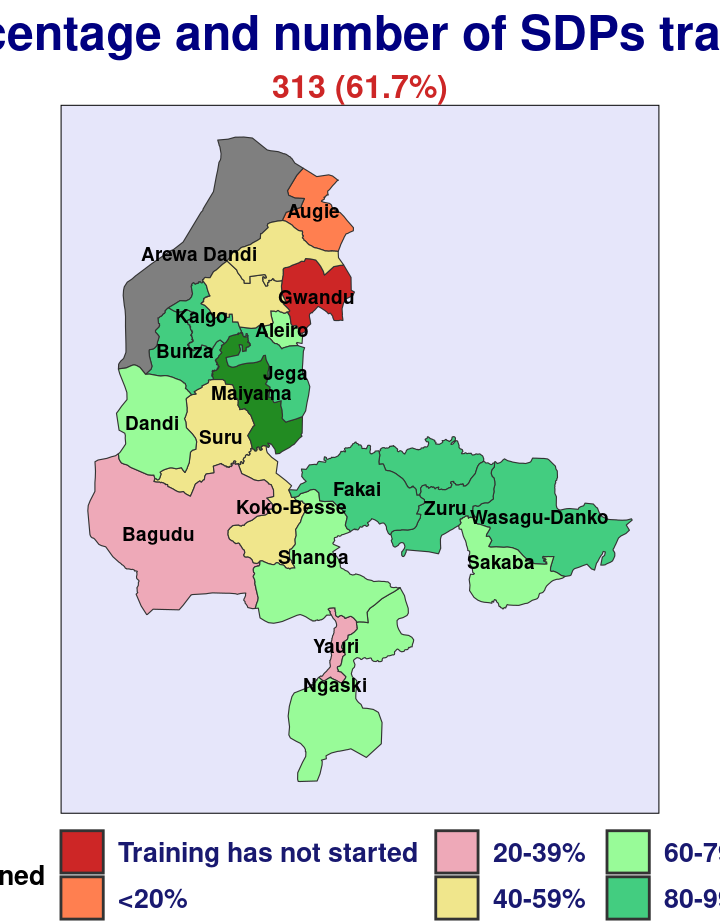 centage and number of SDPs tra
313 (61.7%)
Augie
Arewa Dandi
Gwandu
Kalgo
Aleiro
Bunza
Jega
Maiyama
Dandi
Suru
Fakai
Koko-Besse
Zuru
Wasagu-Danko
Bagudu
Shanga
Sakaba
Yauri
Ngaski
ned
Training has not started
20-39%
60-79
<20%
40-59%
80-99